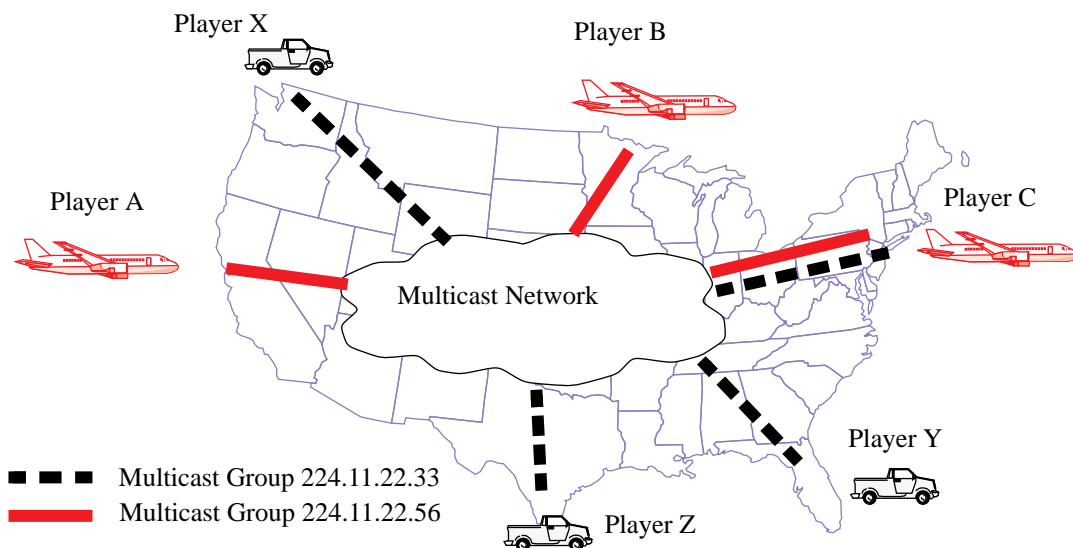 Player X
Player B
Player A
Player C
Multicast Network
Player Y
Multicast Group 224.11.22.33
Multicast Group 224.11.22.56
Player Z